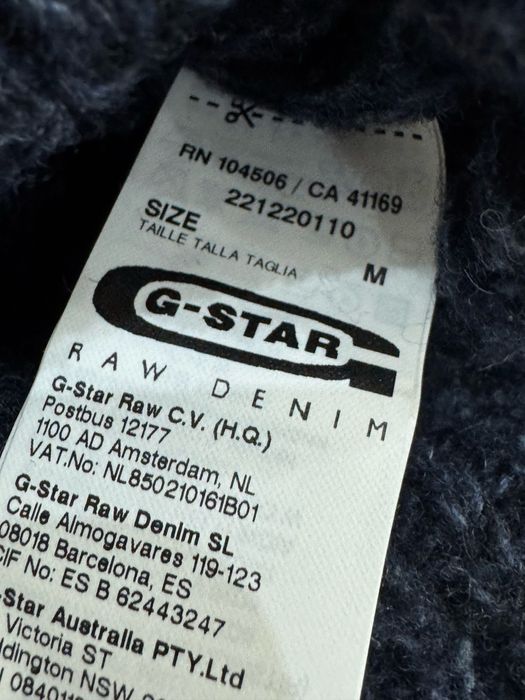 RN 104506 / CA 41169
221220110
SIZE M
TAILLE TALLA TAGLIA
G-STAR
RAW DENIM
G-Star Raw C.V. (H.Q.)
Postbus 12177
1100 AD Amsterdam, NL
VAT.No: NL850210161B01
G-Star Raw Denim SL
Calle Almogavares 119-123
08018 Barcelona, ES
CIF No: ES B 62443247
-Star Australia PTY.Ltd
Victoria ST
ddington NSW